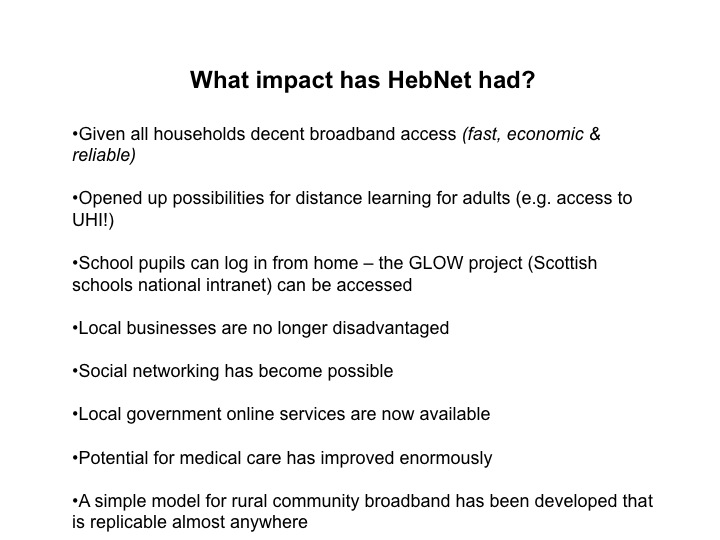 What impact has HebNet had?
•Given all households decent broadband access (fast, economic &
reliable)
•Opened up possibilities for distance learning for adults (e.g. access to
UHI!)
•School pupils can log in from home – the GLOW project (Scottish
schools national intranet) can be accessed
•Local businesses are no longer disadvantaged
•Social networking has become possible
•Local government online services are now available
•Potential for medical care has improved enormously
•A simple model for rural community broadband has been developed that
is replicable almost anywhere